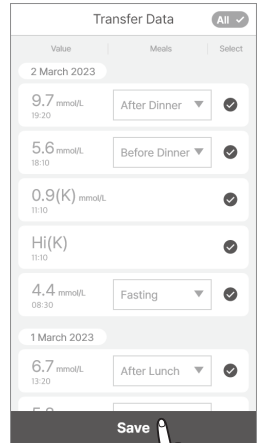 Transfer Data All
Value Meals Select
2 March 2023
9.7 mmol/L After Dinner
19:20
5.6 mmol/L Before Dinner
18:10
0.9(K) mmol/L
11:10
Hi(K)
11:10
4.4 mmol/L Fasting
08:30
1 March 2023
6.7 mmol/L After Lunch
13:20
Save